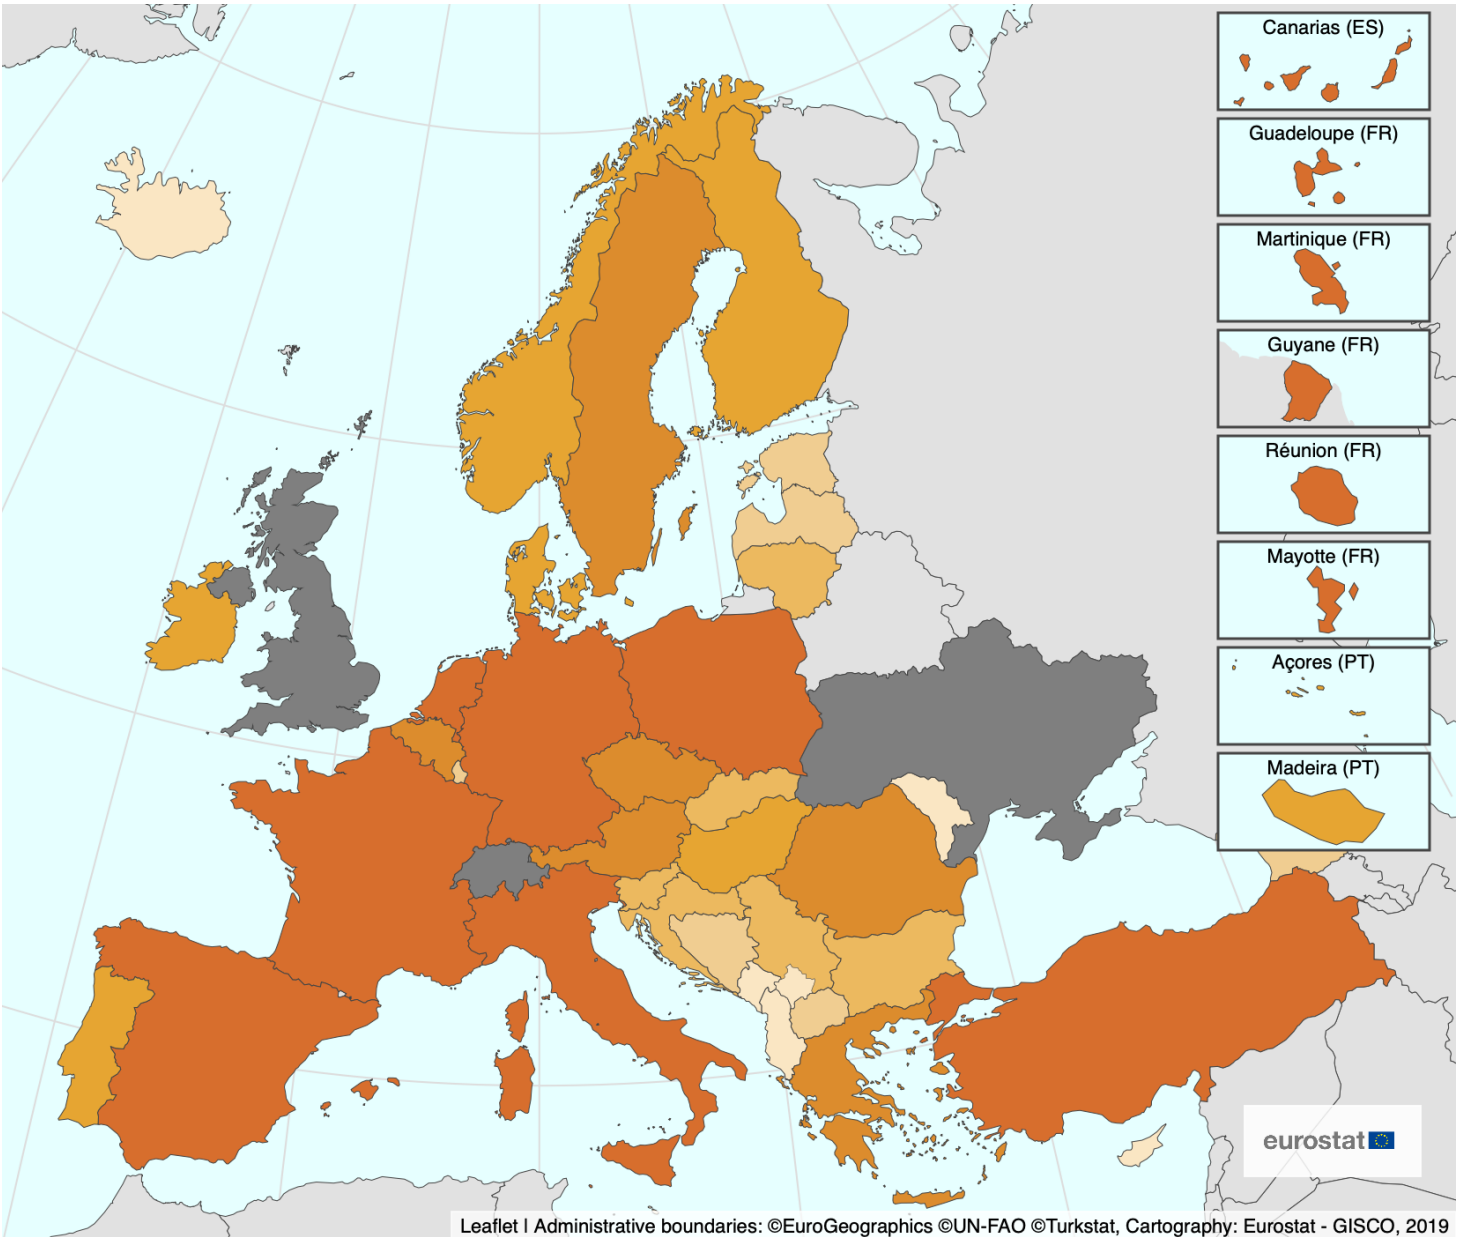 Canarias (ES)
Guadeloupe (FR)
Martinique (FR)
Guyane (FR)
Réunion (FR)
Mayotte (FR)
Açores (PT)
Madeira (PT)
eurostat
Leaflet | Administrative boundaries: ©EuroGeographics ©UN-FAO ©Turkstat, Cartography: Eurostat - GISCO, 2019